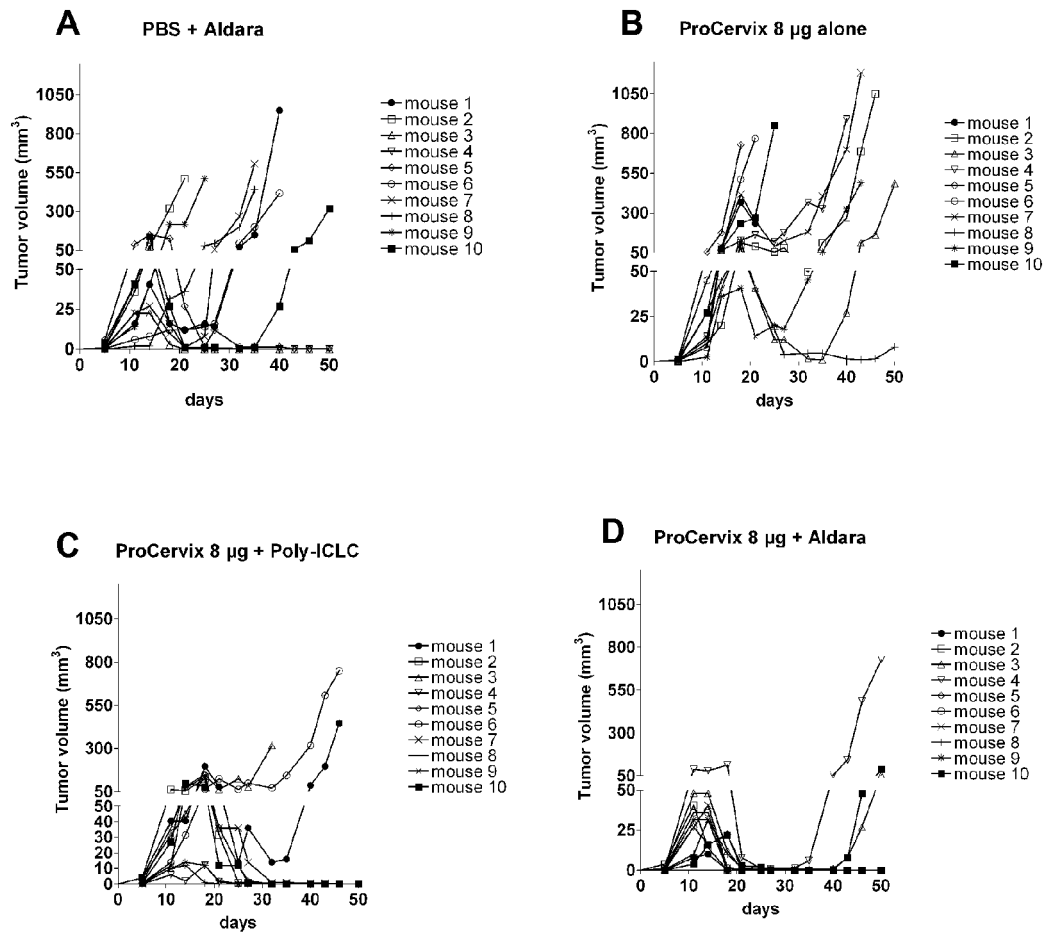 A
PBS + Aldara
Tumor volume (mm³)
1050
800
550
300
50
50
25
0
0 10 20 30 40 50
days
mouse 1
mouse 2
mouse 3
mouse 4
mouse 5
mouse 6
mouse 7
mouse 8
mouse 9
mouse 10
B
ProCervix 8 µg alone
Tumor volume (mm³)
1050
800
550
300
50
50
25
0
0 10 20 30 40 50
days
mouse 1
mouse 2
mouse 3
mouse 4
mouse 5
mouse 6
mouse 7
mouse 8
mouse 9
mouse 10
C
ProCervix 8 µg + Poly-ICLC
Tumor volume (mm³)
1050
800
550
300
50
50
40
30
20
10
0
0 10 20 30 40 50
days
mouse 1
mouse 2
mouse 3
mouse 4
mouse 5
mouse 6
mouse 7
mouse 8
mouse 9
mouse 10
D
ProCervix 8 µg + Aldara
Tumor volume (mm³)
1050
800
550
300
50
50
25
0
0 10 20 30 40 50
days
mouse 1
mouse 2
mouse 3
mouse 4
mouse 5
mouse 6
mouse 7
mouse 8
mouse 9
mouse 10